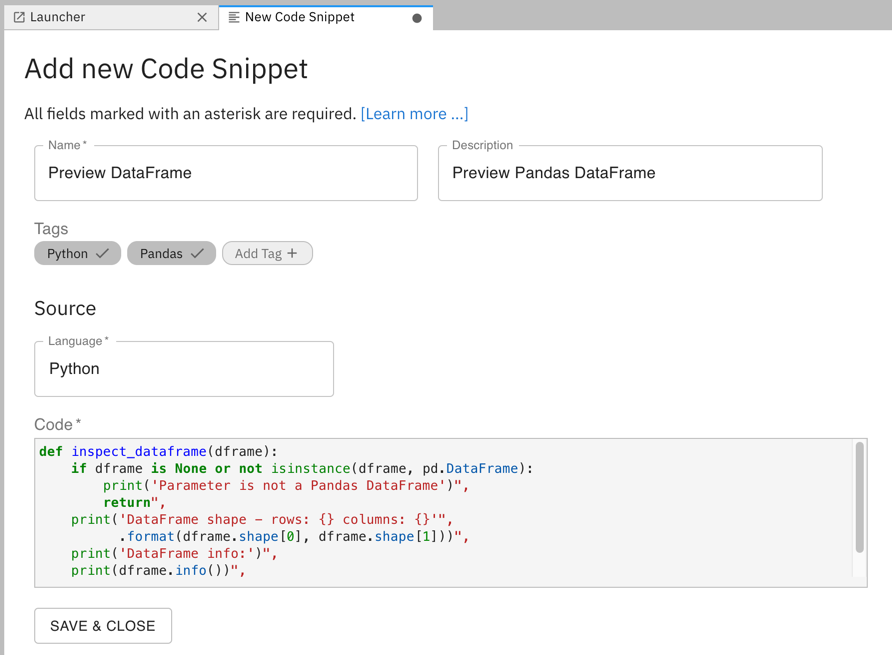 Launcher
New Code Snippet
Add new Code Snippet
All fields marked with an asterisk are required. [Learn more ...]
Name *
Preview DataFrame
Description
Preview Pandas DataFrame
Tags
Python
Pandas
Add Tag +
Source
Language *
Python
Code *
def inspect_dataframe(dframe):
    if dframe is None or not isinstance(dframe, pd.DataFrame):
        print('Parameter is not a Pandas DataFrame')",
        return",
    print('DataFrame shape - rows: {} columns: {}'",
          .format(dframe.shape[0], dframe.shape[1]))",
    print('DataFrame info:')",
    print(dframe.info())",
SAVE & CLOSE